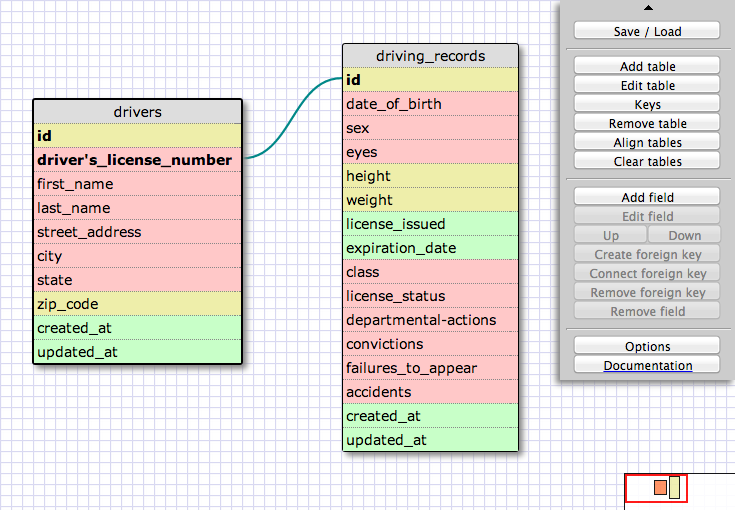 drivers
id
driver's_license_number
first_name
last_name
street_address
city
state
zip_code
created_at
updated_at
driving_records
id
date_of_birth
sex
eyes
height
weight
license_issued
expiration_date
class
license_status
departmental-actions
convictions
failures_to_appear
accidents
created_at
updated_at
Save / Load
Add table
Edit table
Keys
Remove table
Align tables
Clear tables
Add field
Edit field
Up Down
Create foreign key
Connect foreign key
Remove foreign key
Remove field
Options
Documentation